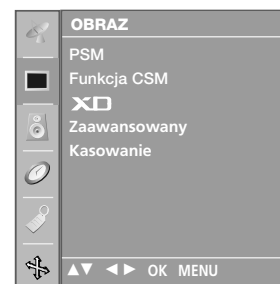 OBRAZ
PSM
Funkcja CSM
XD
Zaawansowany
Kasowanie
▲▼ ◄► OK MENU